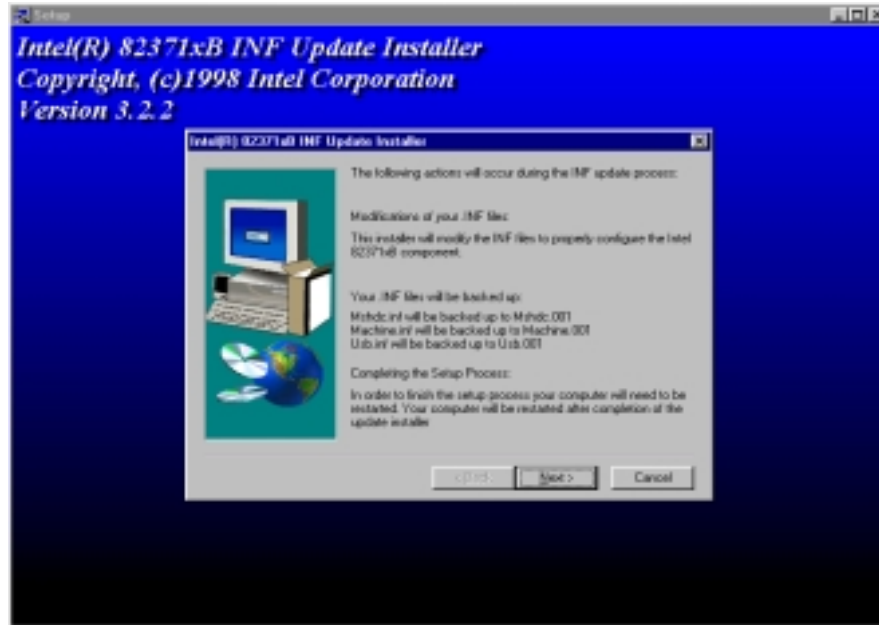 Setup
Intel(R) 82371xB INF Update Installer
Copyright, (c)1998 Intel Corporation
Version 3.2.2
Intel(R) 82371xB INF Update Installer
The following actions will occur during the INF update process:
Modifications of your .INF files:
This installer will modify the INF files to properly configure the Intel
82371xB component.
Your .INF files will be backed up:
Mshdc.inf will be backed up to Mshdc.001
Machine.inf will be backed up to Machine.001
Usb.inf will be backed up to Usb.001
Completing the Setup Process:
In order to finish the setup process your computer will need to be
restarted. Your computer will be restarted after completion of the
update installer
< Back
Next >
Cancel